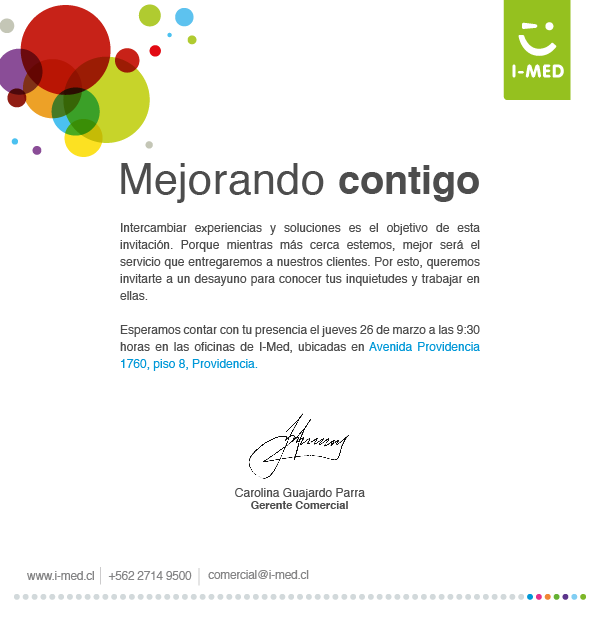 I-MED
Mejorando contigo
Intercambiar experiencias y soluciones es el objetivo de esta
invitación. Porque mientras más cerca estemos, mejor será el
servicio que entregaremos a nuestros clientes. Por esto, queremos
invitarte a un desayuno para conocer tus inquietudes y trabajar en
ellas.
Esperamos contar con tu presencia el jueves 26 de marzo a las 9:30
horas en las oficinas de I-Med, ubicadas en Avenida Providencia
1760, piso 8, Providencia.
Carolina Guajardo Parra
Gerente Comercial
www.i-med.cl | +562 2714 9500 | comercial@i-med.cl